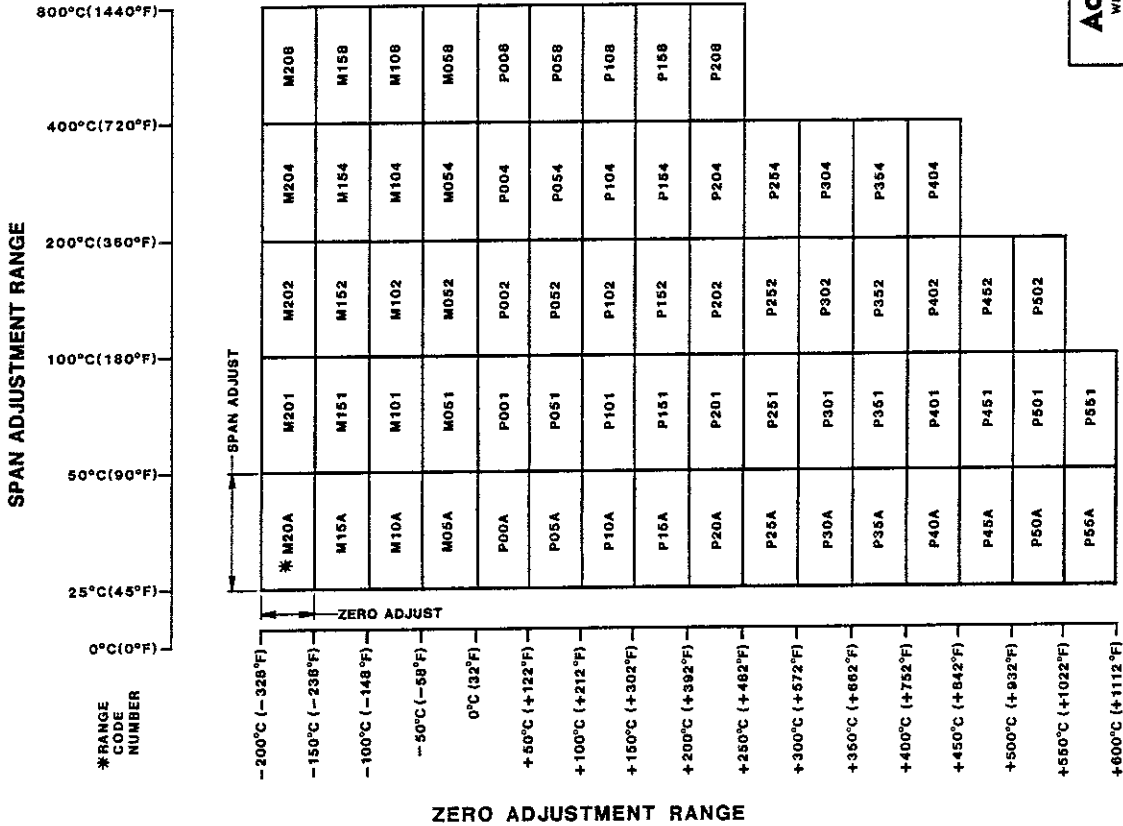 SPAN ADJUSTMENT RANGE
800°C(1440°F)
400°C(720°F)
200°C(360°F)
100°C(180°F)
50°C(90°F)
25°C(45°F)
0°C(0°F)
SPAN ADJUST
ZERO ADJUST
M208 M158 M108 M058 P008 P058 P108 P158 P208
M204 M154 M104 M054 P004 P054 P104 P154 P204 P254 P304 P354 P404
M202 M152 M102 M052 P002 P052 P102 P152 P202 P252 P302 P352 P402 P452 P502
M201 M151 M101 M051 P001 P051 P101 P151 P201 P251 P301 P351 P401 P451 P501 P551
*M20A M15A M10A M05A P00A P05A P10A P15A P20A P25A P30A P35A P40A P45A P50A P55A
*RANGE
CODE
NUMBER
-200°C (-328°F)
-150°C (-238°F)
-100°C (-148°F)
-50°C (-58°F)
0°C (32°F)
+50°C (+122°F)
+100°C (+212°F)
+150°C (+302°F)
+200°C (+392°F)
+250°C (+482°F)
+300°C (+572°F)
+350°C (+662°F)
+400°C (+752°F)
+450°C (+842°F)
+500°C (+932°F)
+550°C (+1022°F)
+600°C (+1112°F)
ZERO ADJUSTMENT RANGE